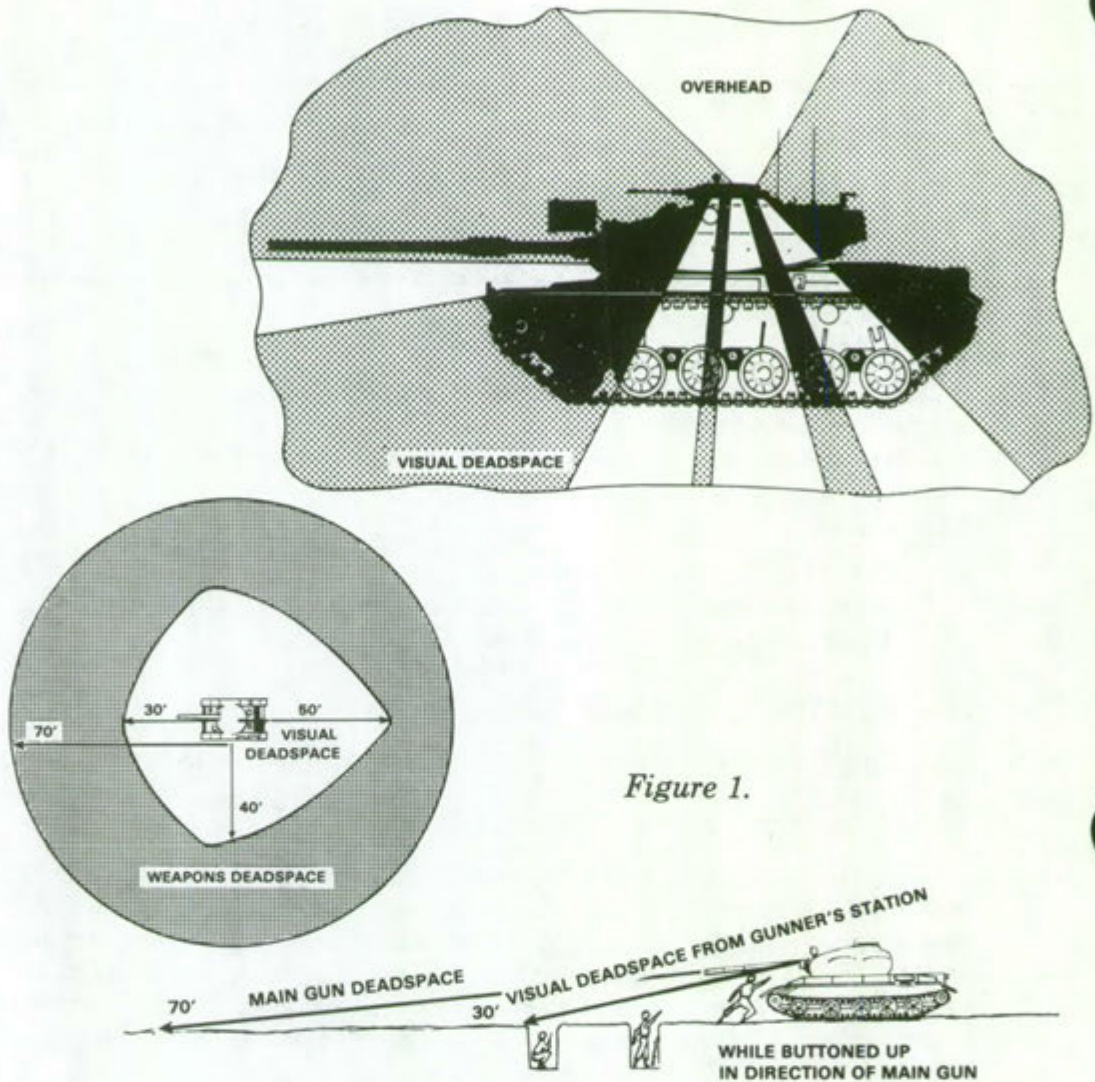 OVERHEAD
VISUAL DEADSPACE
30'
50'
70'
VISUAL
DEADSPACE
40'
WEAPONS DEADSPACE
Figure 1.
MAIN GUN DEADSPACE
VISUAL DEADSPACE FROM GUNNER'S STATION
70'
30'
WHILE BUTTONED UP
IN DIRECTION OF MAIN GUN